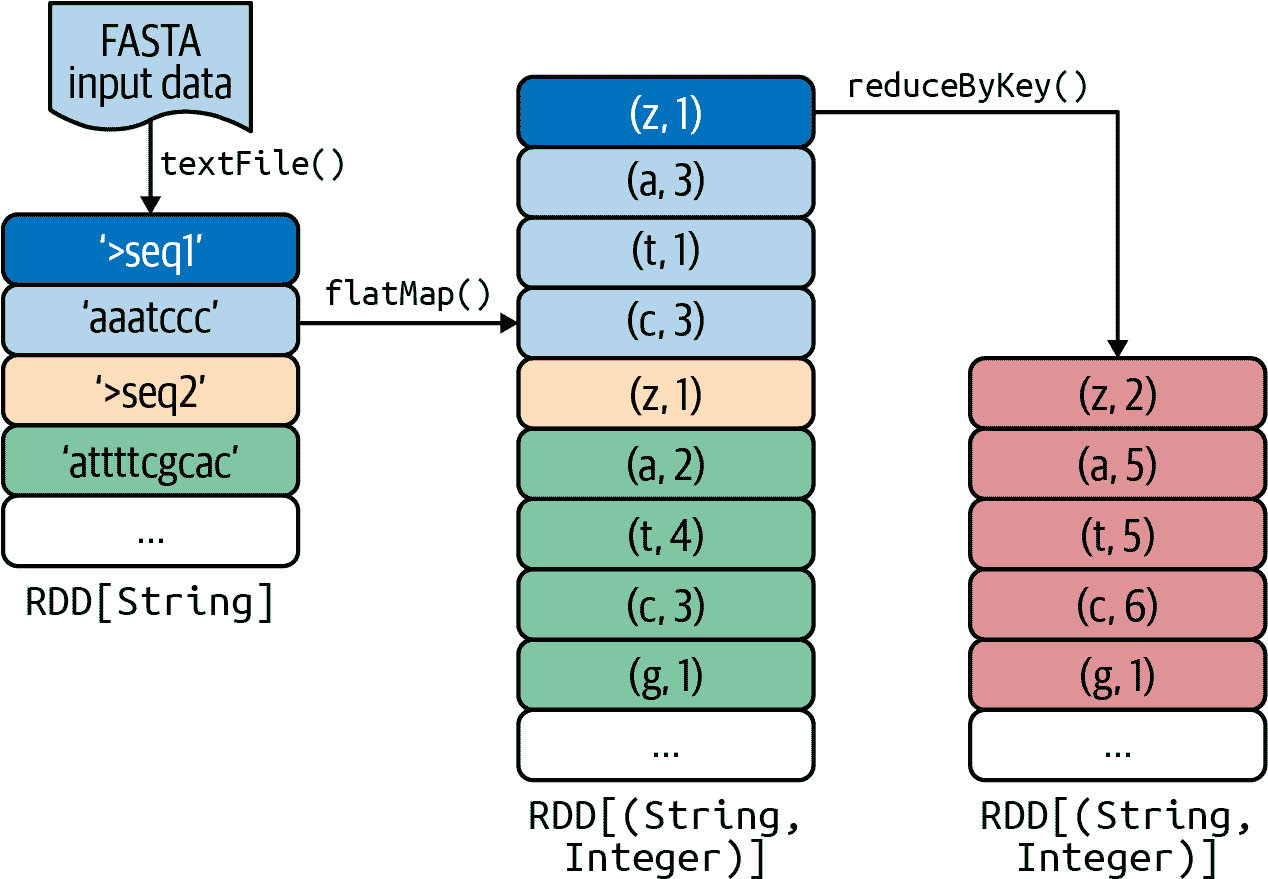 FASTA
input data
textFile()
‘>seq1’
‘aaatccc’
‘>seq2’
‘attttcgcac’
...
RDD[String]
flatMap()
(z, 1)
(a, 3)
(t, 1)
(c, 3)
(z, 1)
(a, 2)
(t, 4)
(c, 3)
(g, 1)
...
RDD[(String,
Integer)]
reduceByKey()
(z, 2)
(a, 5)
(t, 5)
(c, 6)
(g, 1)
...
RDD[(String,
Integer)]